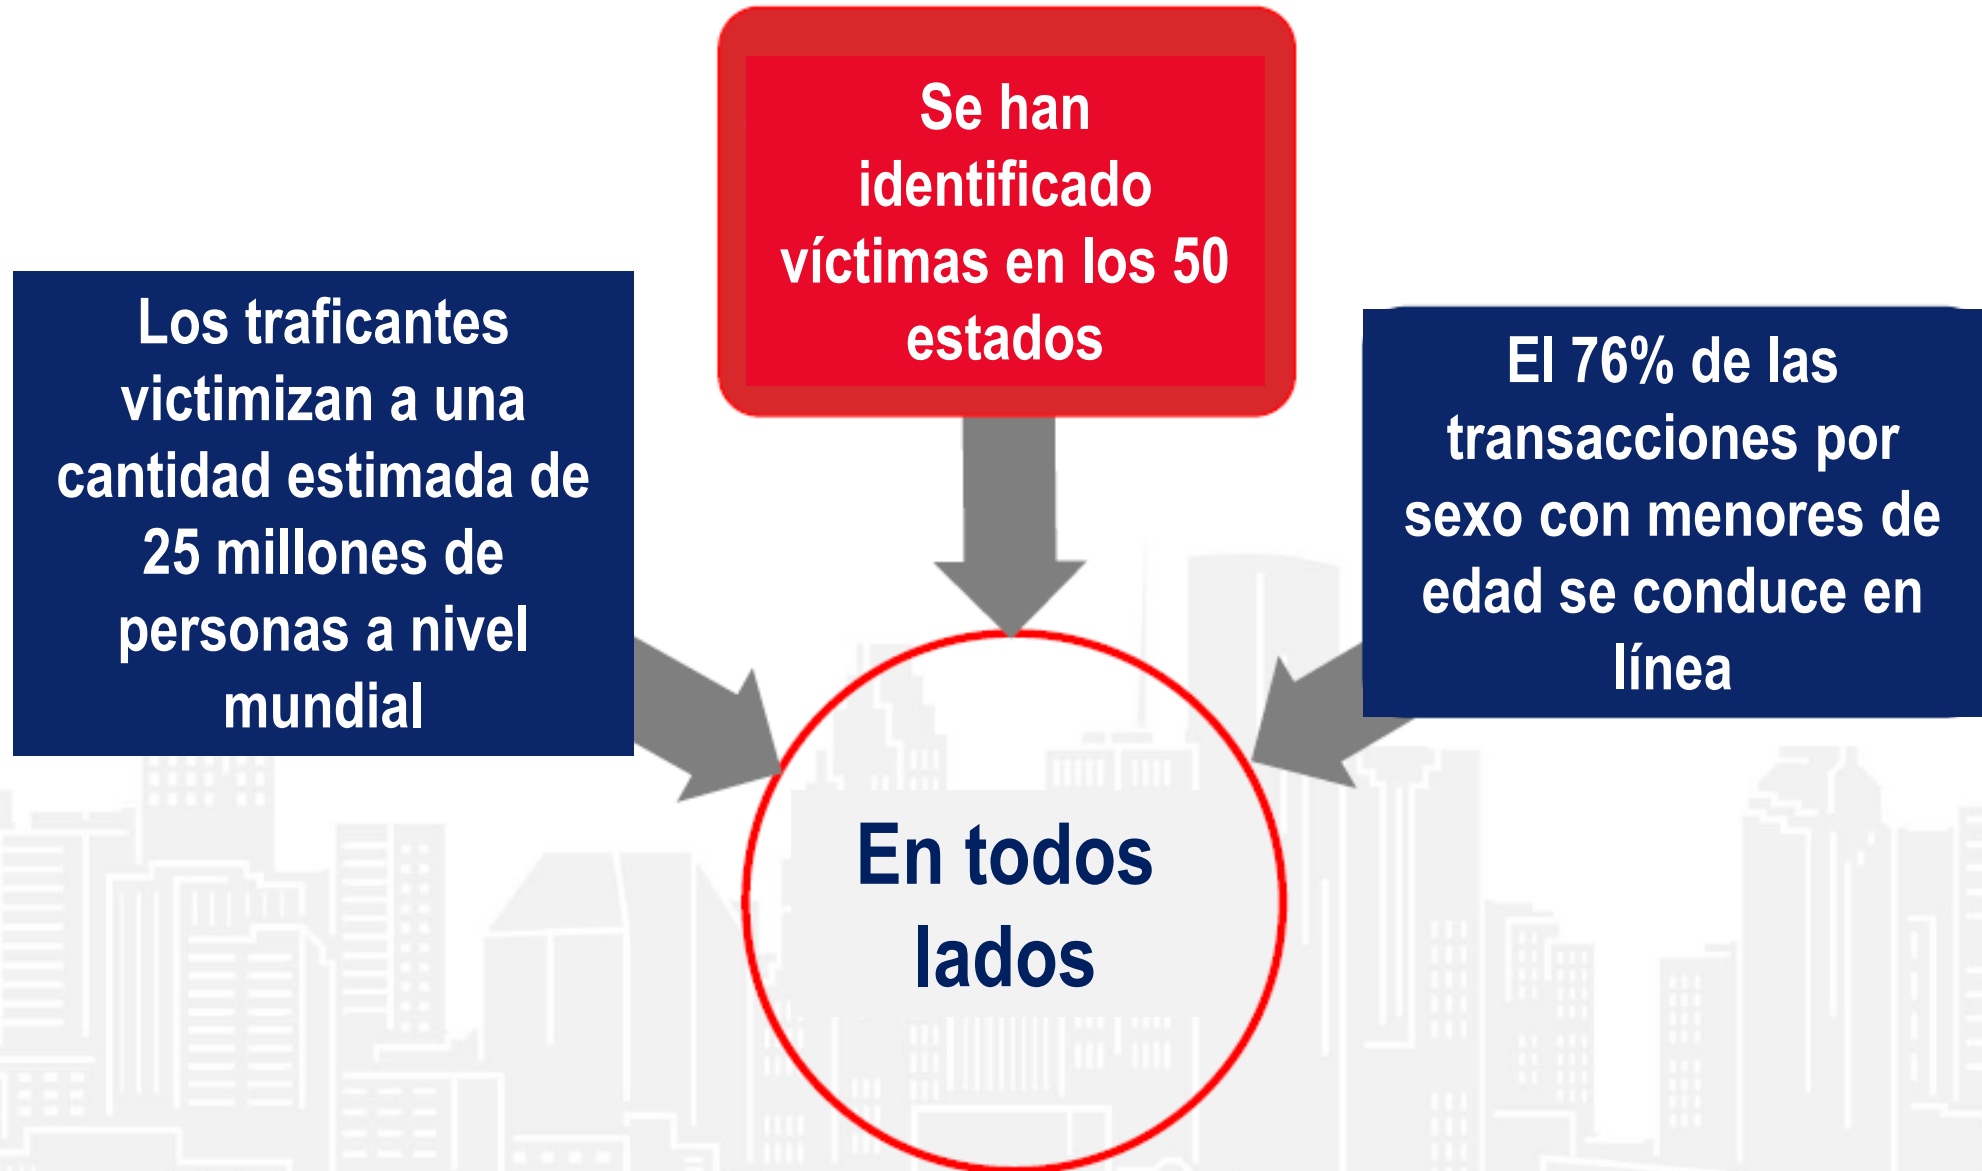 Se han
identificado
víctimas en los 50
estados
Los traficantes
victimizan a una
cantidad estimada de
25 millones de
personas a nivel
mundial
El 76% de las
transacciones por
sexo con menores de
edad se conduce en
línea
En todos
lados